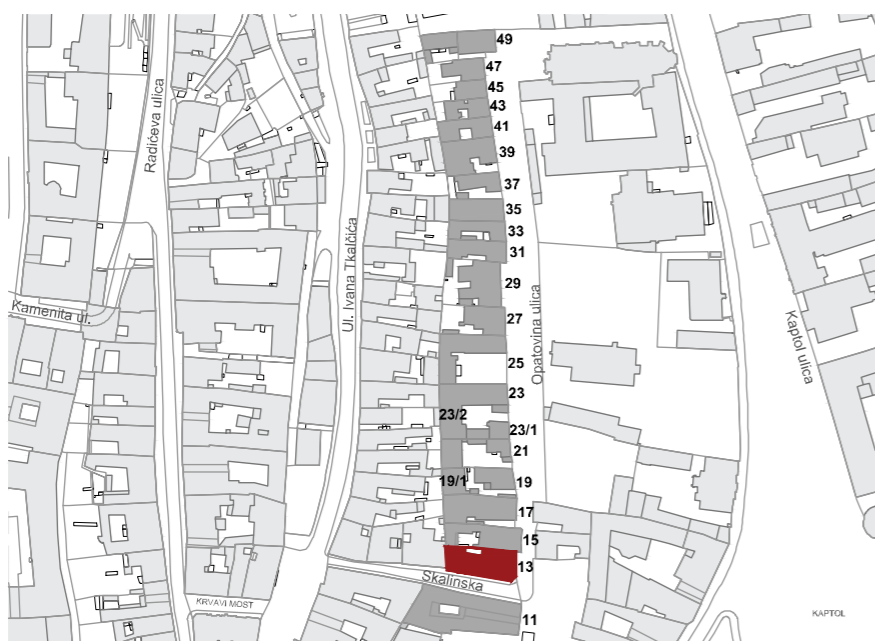 49
47
45
43
41
39
37
35
33
31
29
27
25
23
23/2
23/1
21
19/1
19
17
15
13
11
Radićeva ulica
Kamenita ul.
Ul. Ivana Tkalčića
Opatovina ulica
Kaptol ulica
Skalinska
KRVAVI MOST
KAPTOL